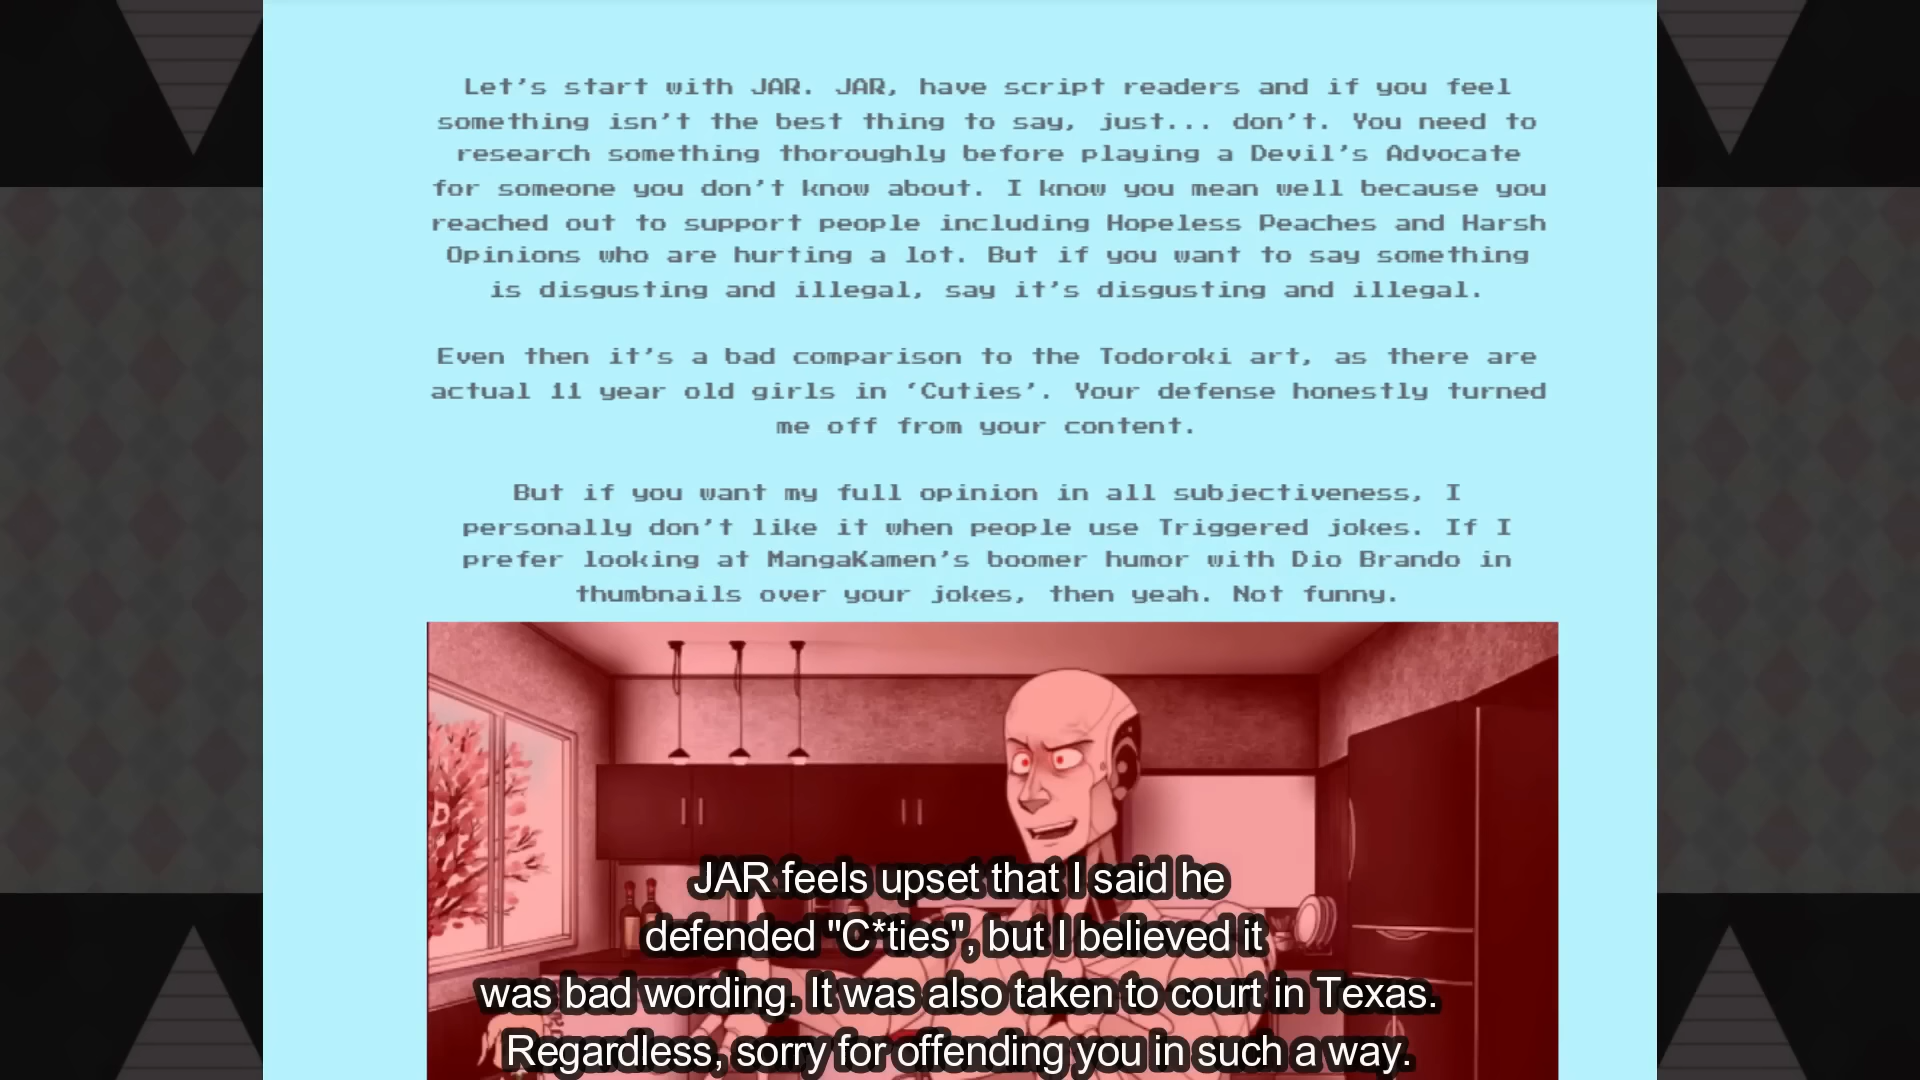 Let's start with JAR. JAR, have script readers and if you feel
something isn't the best thing to say, just... don't. You need to
research something thoroughly before playing a Devil's Advocate
for someone you don't know about. I know you mean well because you
reached out to support people including Hopeless Peaches and Harsh
Opinions who are hurting a lot. But if you want to say something
is disgusting and illegal, say it's disgusting and illegal.
Even then it's a bad comparison to the Todoroki art, as there are
actual 11 year old girls in 'Cuties'. Your defense honestly turned
me off from your content.
But if you want my full opinion in all subjectiveness, I
personally don't like it when people use Triggered jokes. If I
prefer looking at MangaKamen's boomer humor with Dio Brando in
thumbnails over your jokes, then yeah. Not funny.
JAR feels upset that I said he
defended "C*ties", but I believed it
was bad wording. It was also taken to court in Texas.
Regardless, sorry for offending you in such a way.